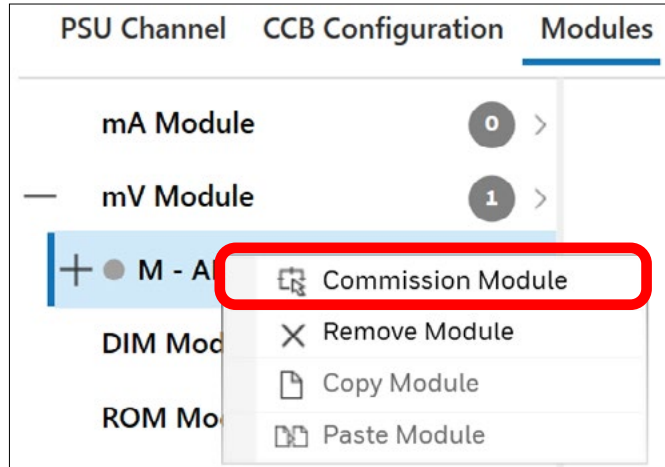 PSU Channel CCB Configuration Modules
mA Module 0
mV Module 1
M - A
Commission Module
Remove Module
DIM Mod
Copy Module
ROM Mo
Paste Module